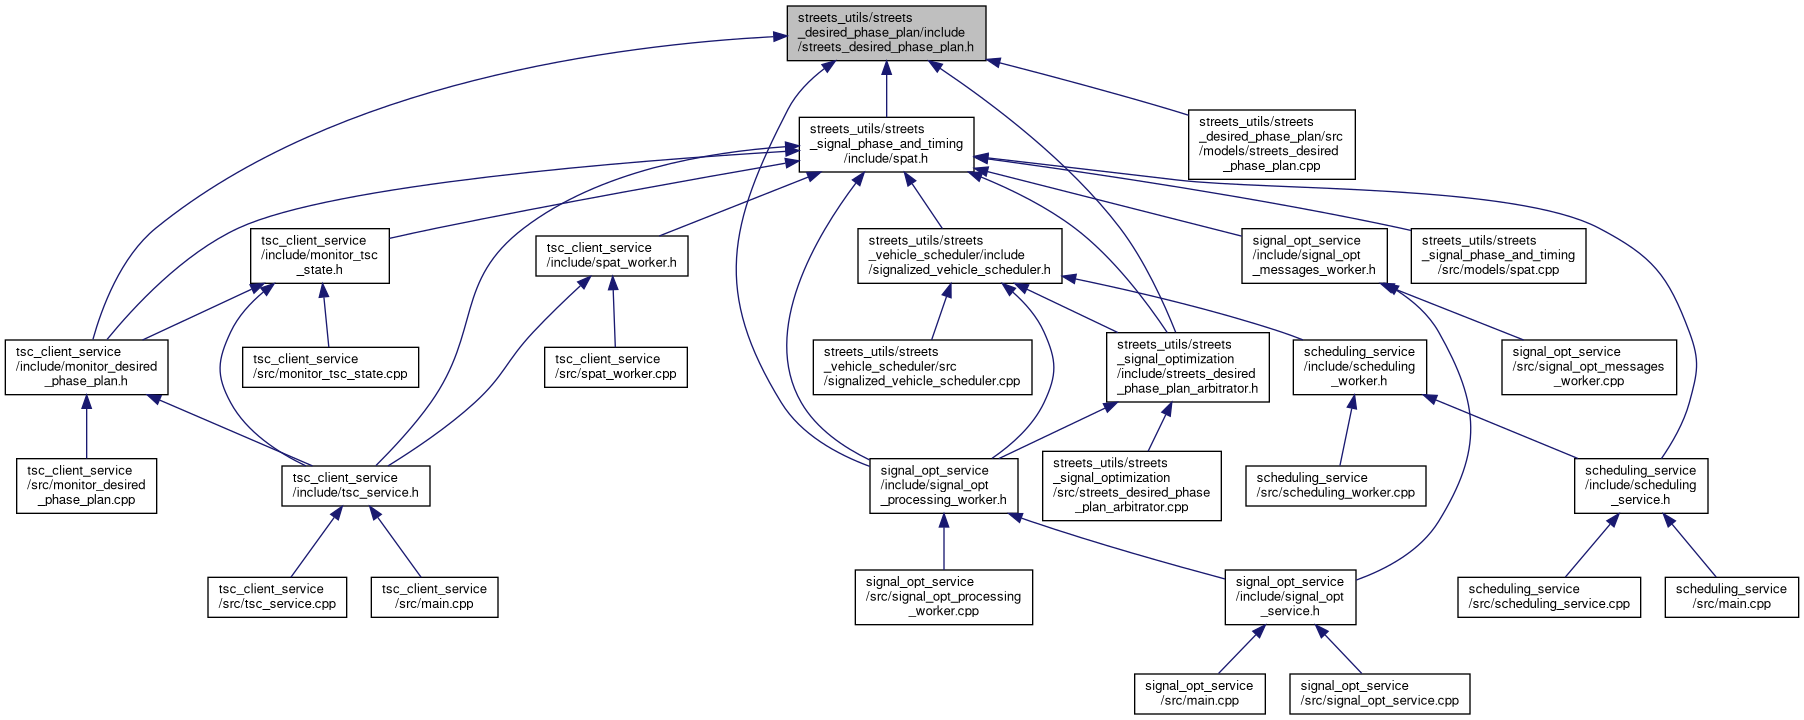 streets_utils/streets
_desired_phase_plan/include
/streets_desired_phase_plan.h
streets_utils/streets
_desired_phase_plan/src
/models/streets_desired
_phase_plan.cpp
streets_utils/streets
_signal_phase_and_timing
/include/spat.h
tsc_client_service
/include/monitor_tsc
_state.h
tsc_client_service
/include/spat_worker.h
streets_utils/streets
_vehicle_scheduler/include
/signalized_vehicle_scheduler.h
signal_opt_service
/include/signal_opt
_messages_worker.h
streets_utils/streets
_signal_phase_and_timing
/src/models/spat.cpp
tsc_client_service
/include/monitor_desired
_phase_plan.h
tsc_client_service
/src/monitor_tsc_state.cpp
tsc_client_service
/src/spat_worker.cpp
streets_utils/streets
_vehicle_scheduler/src
/signalized_vehicle_scheduler.cpp
streets_utils/streets
_signal_optimization
/include/streets_desired
_phase_plan_arbitrator.h
scheduling_service
/include/scheduling
_worker.h
signal_opt_service
/src/signal_opt_messages
_worker.cpp
tsc_client_service
/src/monitor_desired
_phase_plan.cpp
tsc_client_service
/include/tsc_service.h
signal_opt_service
/include/signal_opt
_processing_worker.h
streets_utils/streets
_signal_optimization
/src/streets_desired_phase
_plan_arbitrator.cpp
scheduling_service
/src/scheduling_worker.cpp
scheduling_service
/include/scheduling
_service.h
tsc_client_service
/src/tsc_service.cpp
tsc_client_service
/src/main.cpp
signal_opt_service
/src/signal_opt_processing
_worker.cpp
signal_opt_service
/include/signal_opt
_service.h
scheduling_service
/src/scheduling_service.cpp
scheduling_service
/src/main.cpp
signal_opt_service
/src/main.cpp
signal_opt_service
/src/signal_opt_service.cpp